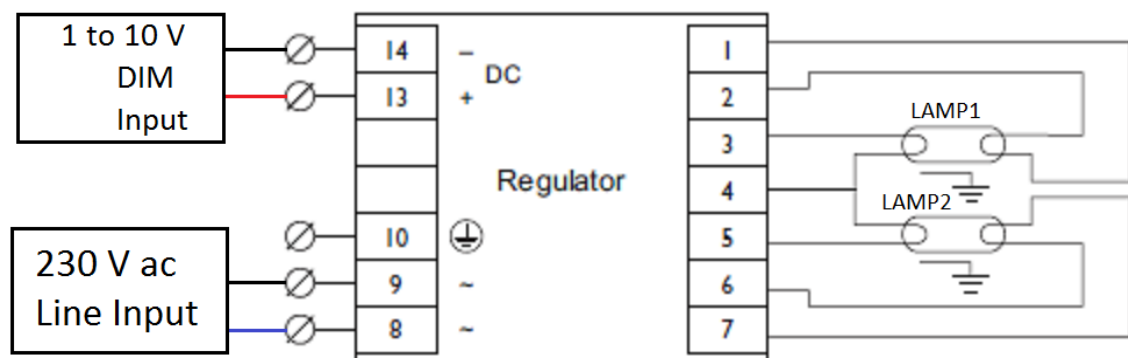 1 to 10 V
DIM
Input
14
–
DC
13
+
Regulator
10
230 V ac
Line Input
9
~
8
~
1
2
3
4
5
6
7
LAMP1
LAMP2